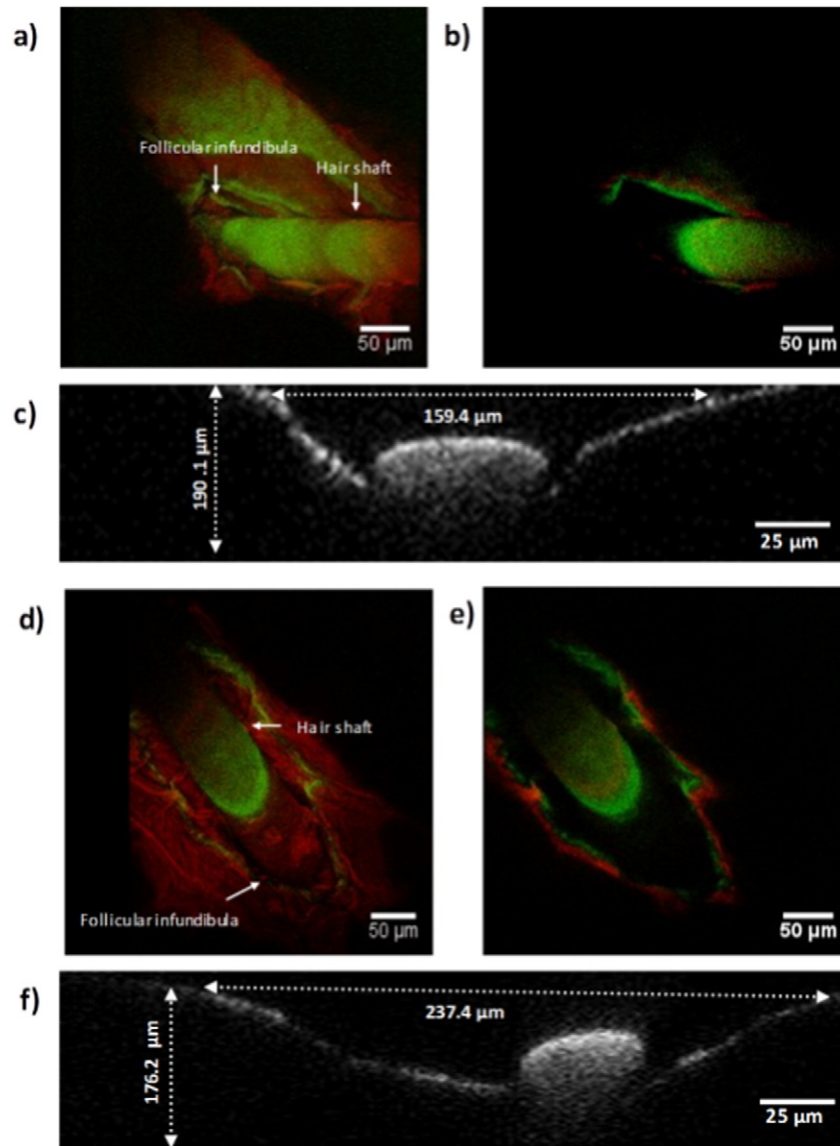 a)
b)
Follicular infundibula
Hair shaft
50 µm
50 µm
c)
159.4 µm
190 .1 µm
25 µm
d)
e)
Hair shaft
Follicular infundibula
50 µm
50 µm
f)
237.4 µm
176.2 µm
25 µm